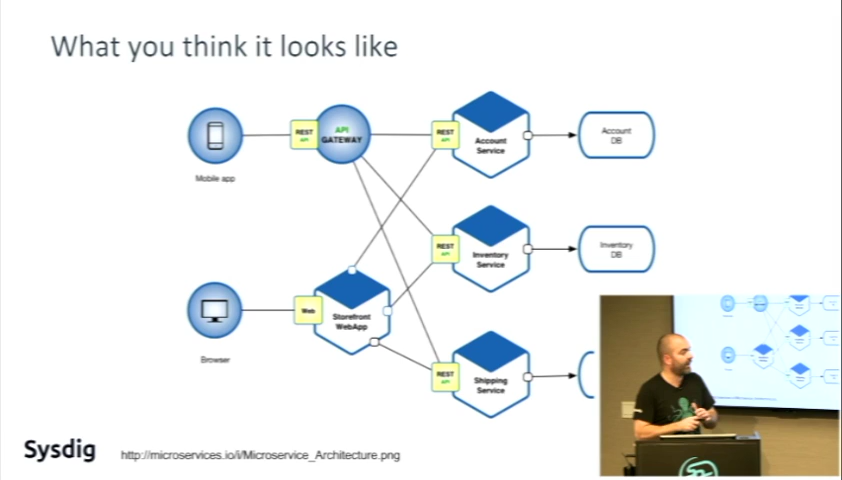 What you think it looks like
REST
API
API
GATEWAY
REST
API
Account
Service
Account
DB
Mobile app
REST
API
Inventory
Service
Inventory
DB
Web
Storefront
WebApp
Browser
REST
API
Shipping
Service
Sysdig
http://microservices.io/i/Microservice_Architecture.png